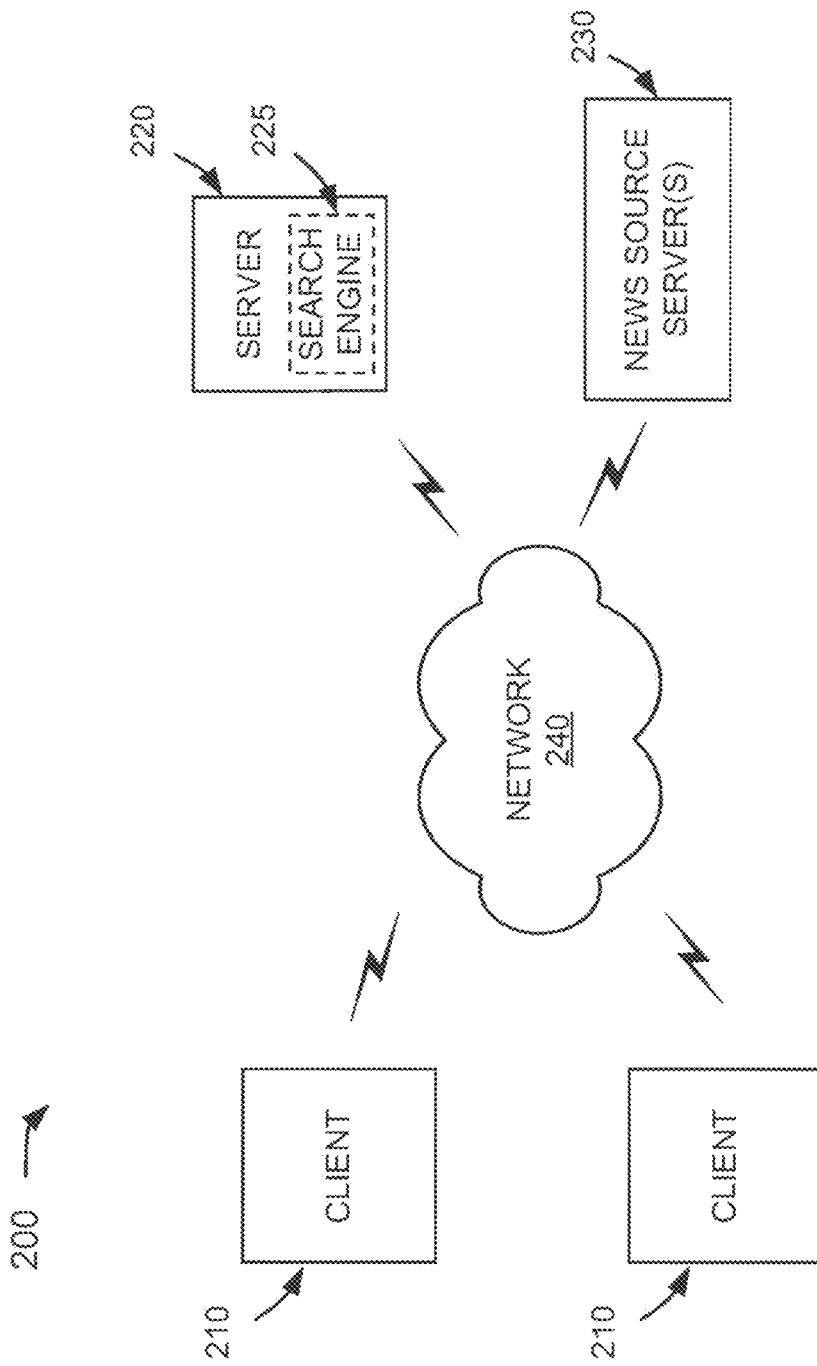 200
210
CLIENT
210
CLIENT
NETWORK
240
220
SERVER
225
SEARCH
ENGINE
230
NEWS SOURCE
SERVER(S)